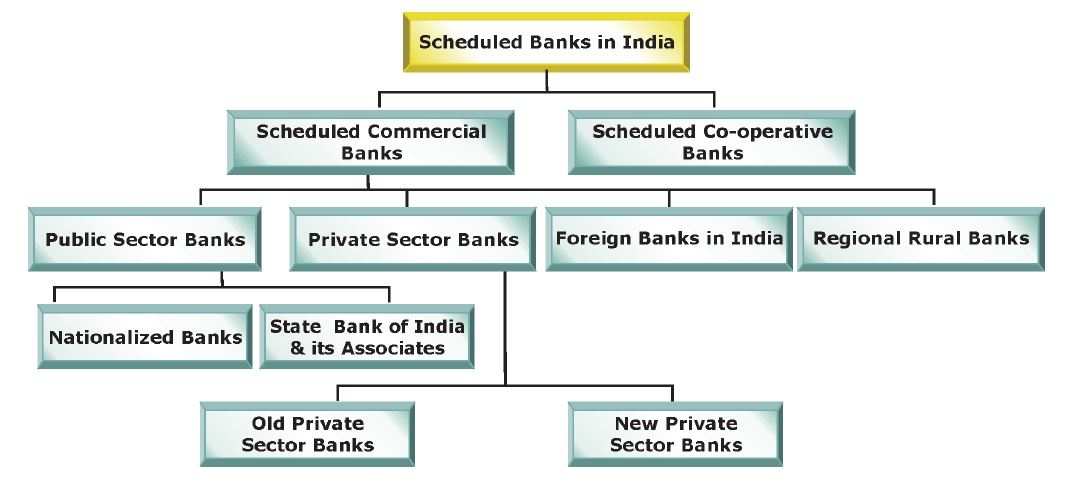 Scheduled Banks in India
Scheduled Commercial
Banks
Scheduled Co-operative
Banks
Public Sector Banks
Private Sector Banks
Foreign Banks in India
Regional Rural Banks
Nationalized Banks
State Bank of India
& its Associates
Old Private
Sector Banks
New Private
Sector Banks